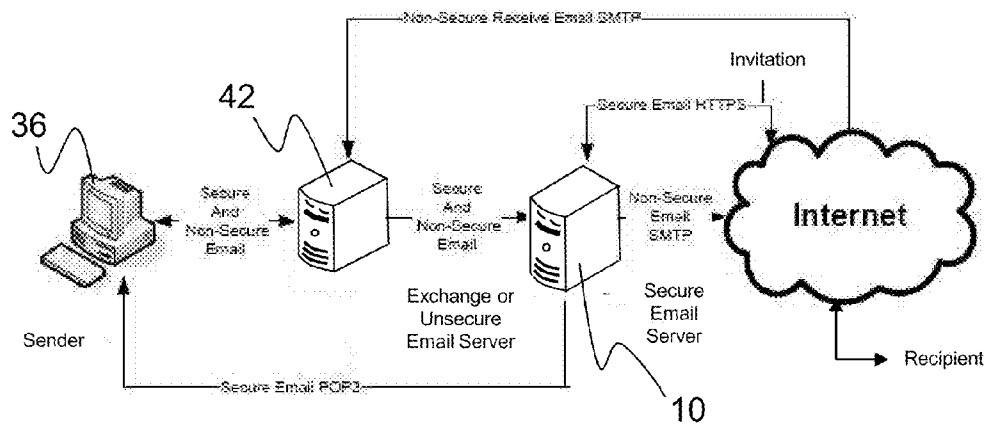 Non-Secure Receive Email SMTP
Invitation
Secure Email HTTPS
42
36
Secure
And
Non-Secure
Email
Secure
And
Non-Secure
Email
Non-Secure
Email
SMTP
Internet
Exchange or
Unsecure
Email Server
Secure
Email
Server
Sender
Recipient
Secure Email POP3
10